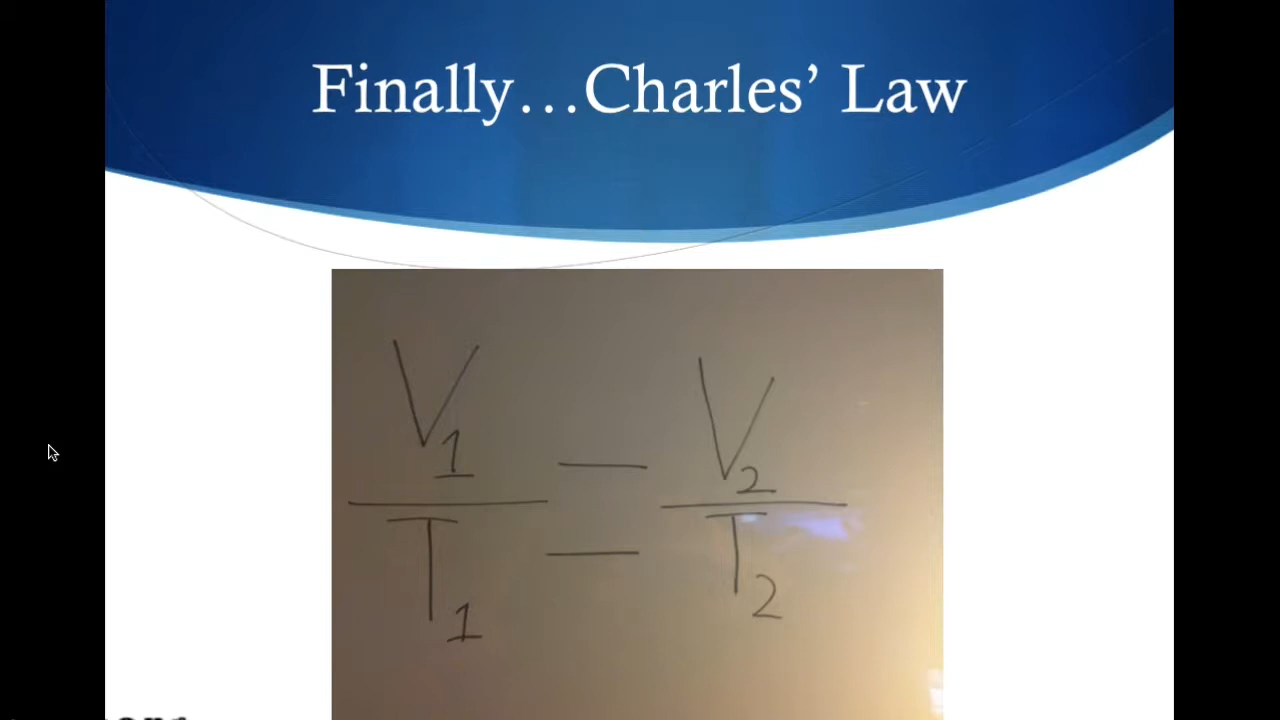 Finally...Charles’ Law
V₁ / T₁ = V₂ / T₂